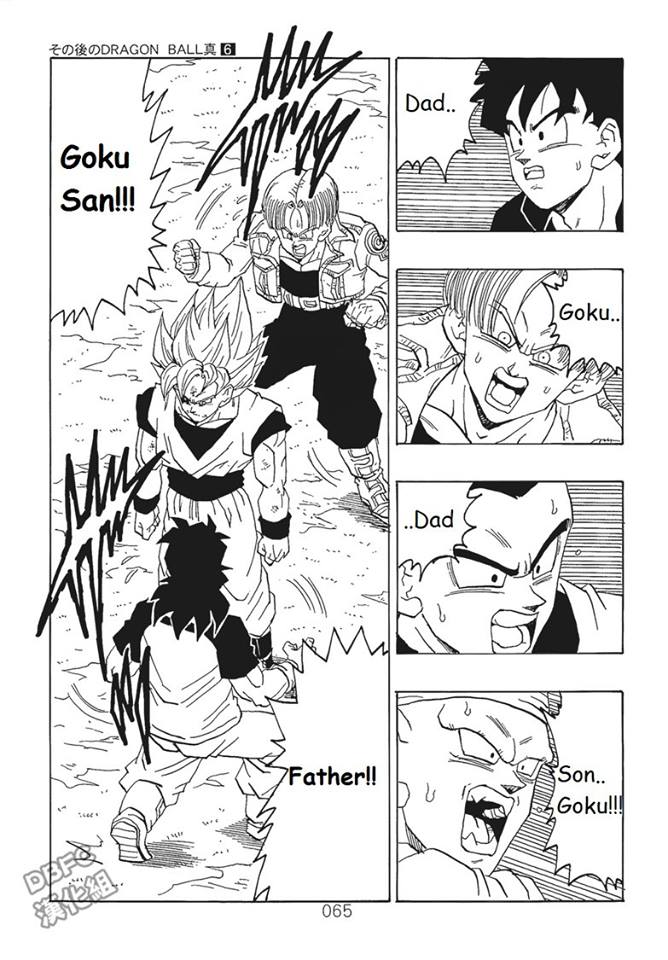 その後のDRAGON BALL真 6
Dad..
Goku
San!!!
Goku..
..Dad
Son..
Goku!!!
Father!!
DBFC
漢化組
065